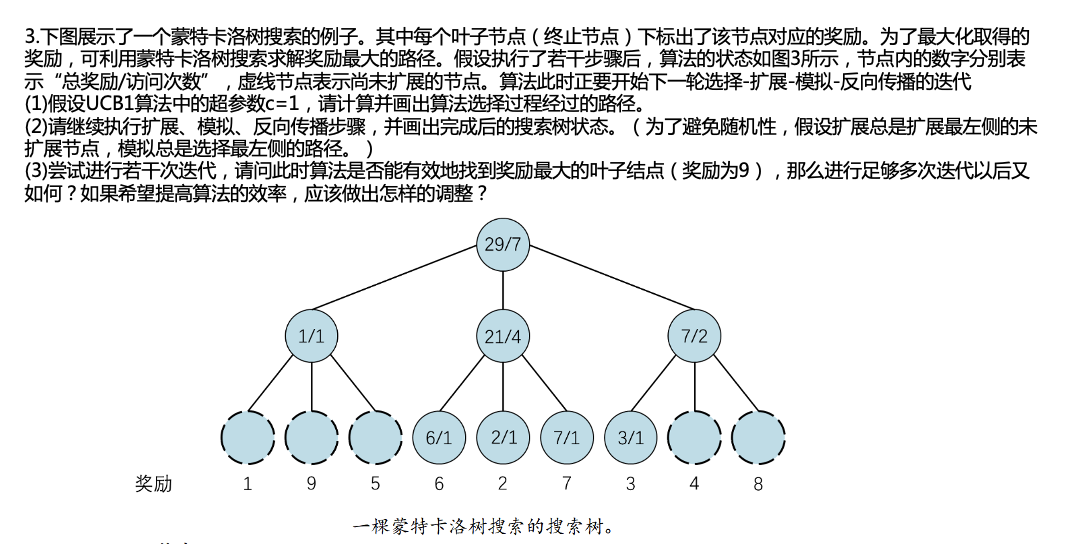 3.下图展示了一个蒙特卡洛树搜索的例子。其中每个叶子节点（终止节点）下标出了该节点对应的奖励。为了最大化取得的
奖励，可利用蒙特卡洛树搜索求解奖励最大的路径。假设执行了若干步骤后，算法的状态如图3所示，节点内的数字分别表
示“总奖励/访问次数”，虚线节点表示尚未扩展的节点。算法此时正要开始下一轮选择-扩展-模拟-反向传播的迭代
(1)假设UCB1算法中的超参数c=1，请计算并画出算法选择过程经过的路径。
(2)请继续执行扩展、模拟、反向传播步骤，并画出完成后的搜索树状态。（为了避免随机性，假设扩展总是扩展最左侧的未
扩展节点，模拟总是选择最左侧的路径。）
(3)尝试进行若干次迭代，请问此时算法是否能有效地找到奖励最大的叶子结点（奖励为9），那么进行足够多次迭代以后又
如何？如果希望提高算法的效率，应该做出怎样的调整？
29/7
1/1 21/4 7/2
6/1 2/1 7/1 3/1
奖励 1 9 5 6 2 7 3 4 8
一棵蒙特卡洛树搜索的搜索树。